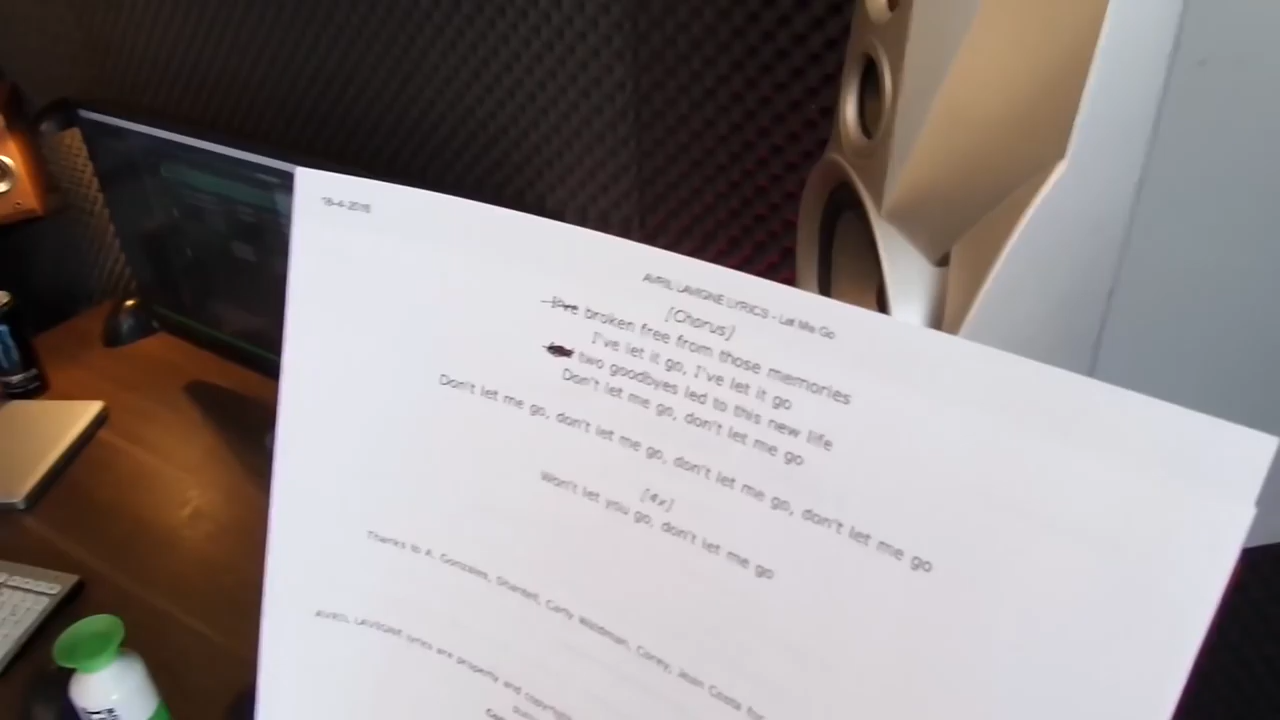 16-4-2015
AVRIL LAVIGNE LYRICS - Let Me Go
[Chorus]
I've broken free from those memories
I've let it go, I've let it go
two goodbyes led to this new life
Don't let me go, don't let me go
Don't let me go, don't let me go, don't let me go, don't let me go
[4x]
Won't let you go, don't let me go
Thanks to A. Gonzales, Shantell, Carly Waldman, Corey, Jean Costa for
AVRIL LAVIGNE lyrics are property and copyright